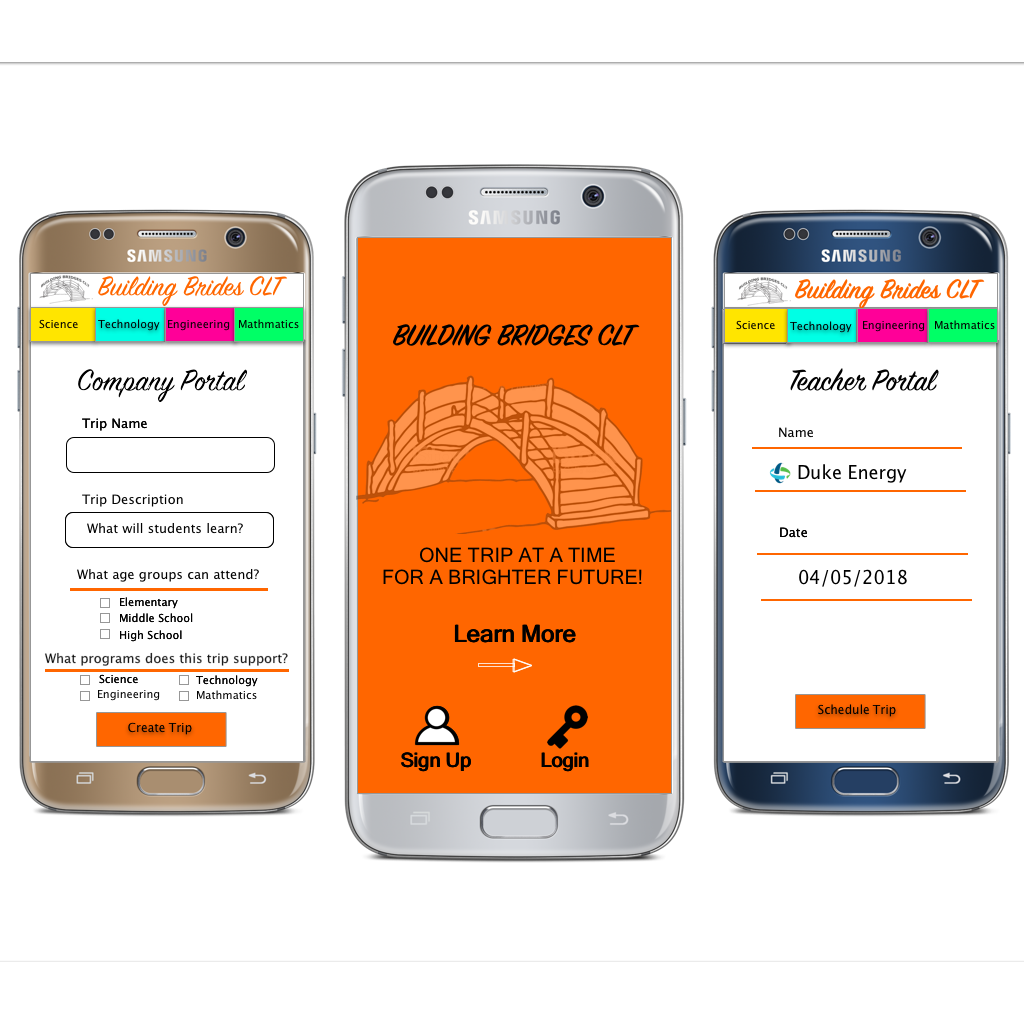 SAMSUNG
BUILDING BRIDGES CLT
Building Brides CLT
Science Technology Engineering Mathmatics
Company Portal
Trip Name
Trip Description
What will students learn?
What age groups can attend?
Elementary
Middle School
High School
What programs does this trip support?
Science Technology
Engineering Mathmatics
Create Trip
SAMSUNG
BUILDING BRIDGES CLT
ONE TRIP AT A TIME
FOR A BRIGHTER FUTURE!
Learn More
Sign Up Login
SAMSUNG
BUILDING BRIDGES CLT
Building Brides CLT
Science Technology Engineering Mathmatics
Teacher Portal
Name
Duke Energy
Date
04/05/2018
Schedule Trip